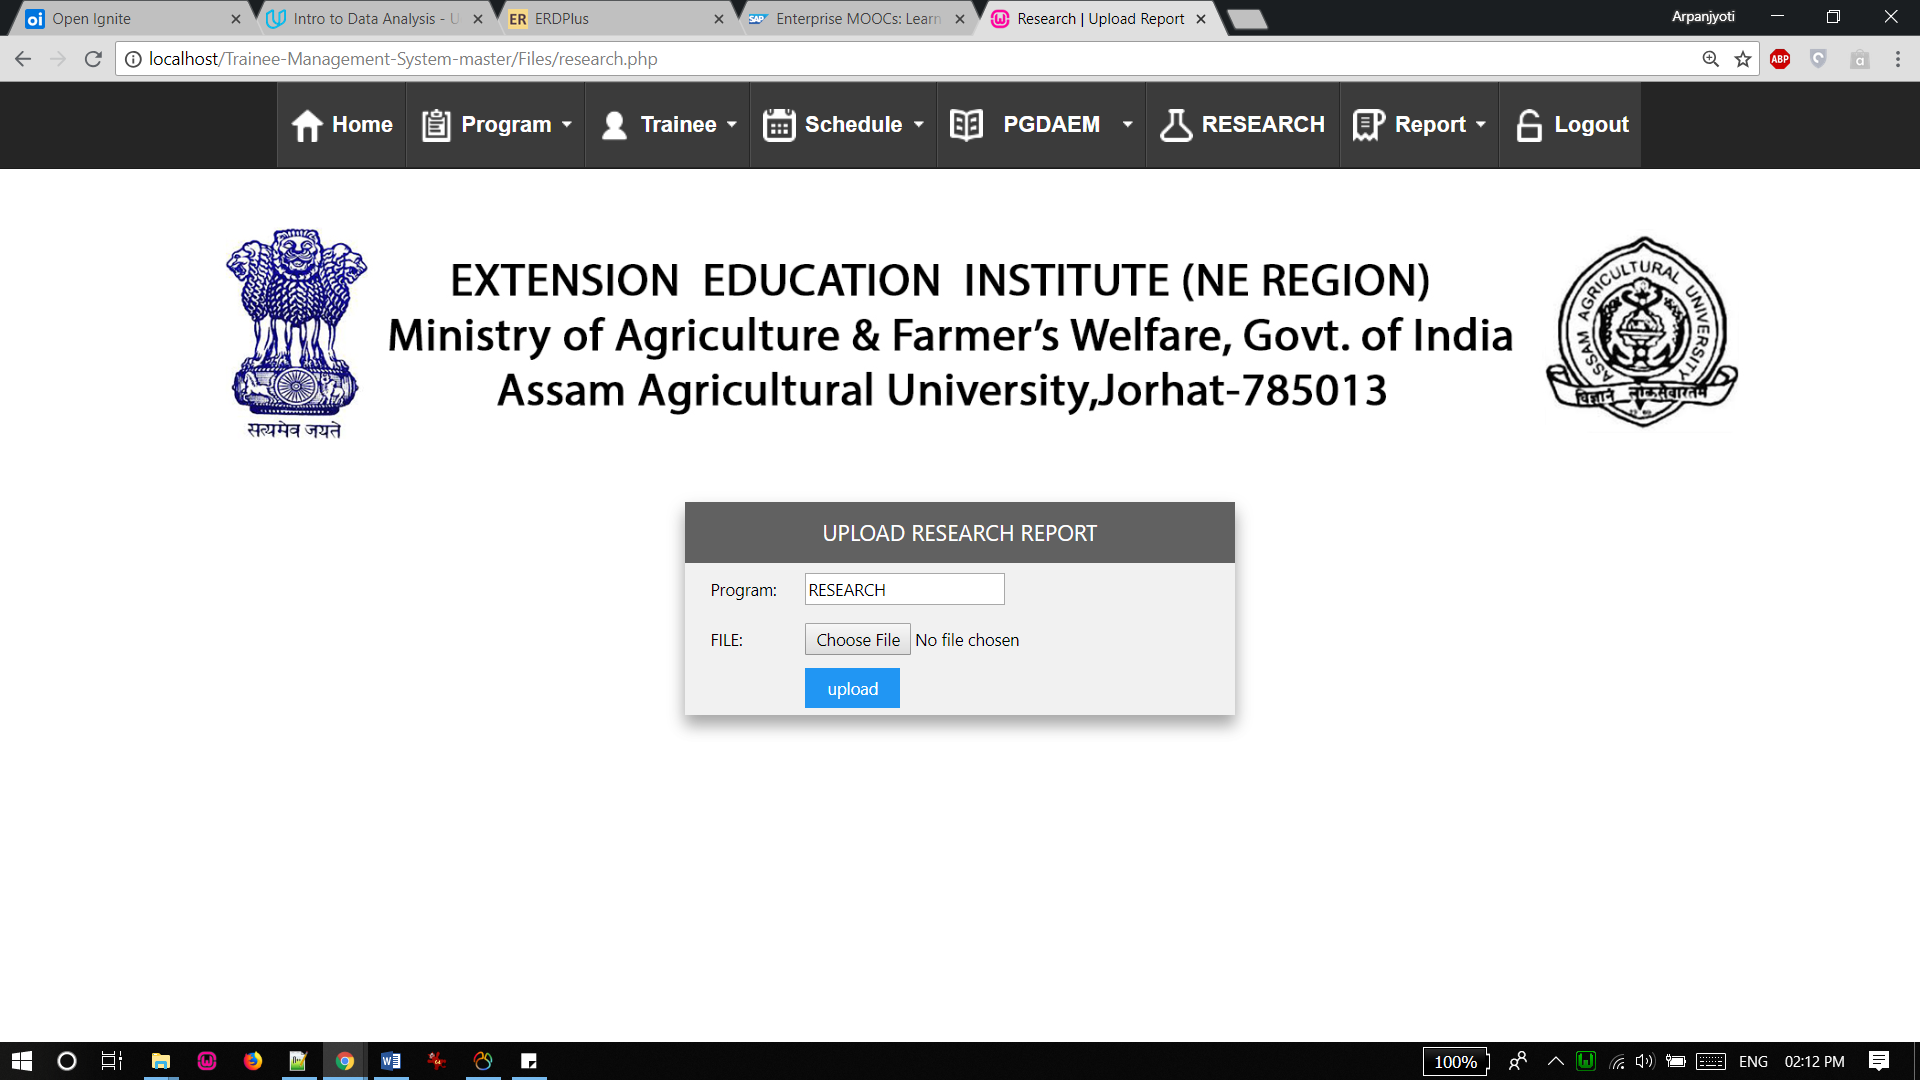 Open Ignite
Intro to Data Analysis - U
ERDPlus
Enterprise MOOCs: Learn
Research | Upload Report
Arpanjyoti
localhost/Trainee-Management-System-master/Files/research.php
ABP
Home
Program
Trainee
Schedule
PGDAEM
RESEARCH
Report
Logout
EXTENSION EDUCATION INSTITUTE (NE REGION)
Ministry of Agriculture & Farmer's Welfare, Govt. of India
Assam Agricultural University,Jorhat-785013
सत्यमेव जयते
ASSAM AGRICULTURAL UNIVERSITY
UPLOAD RESEARCH REPORT
Program: RESEARCH
FILE: Choose File No file chosen
upload
100%
ENG
02:12 PM